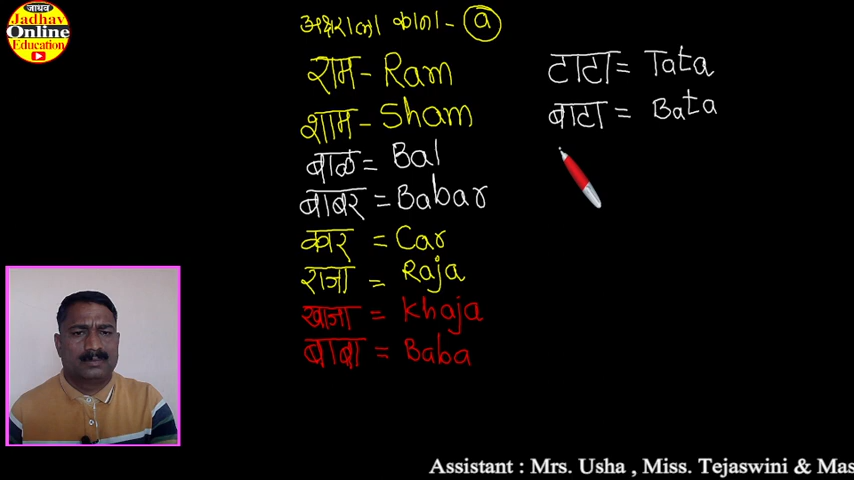 जाधव
Jadhav
Online
Education
अक्षराला काना - a
राम - Ram
शाम - Sham
बाळ = Bal
बाबर = Babar
कार = Car
राजा = Raja
खाजा = Khaja
बाबा = Baba
टाटा = Tata
बाटा = Bata
Assistant : Mrs. Usha , Miss. Tejaswini & Mas